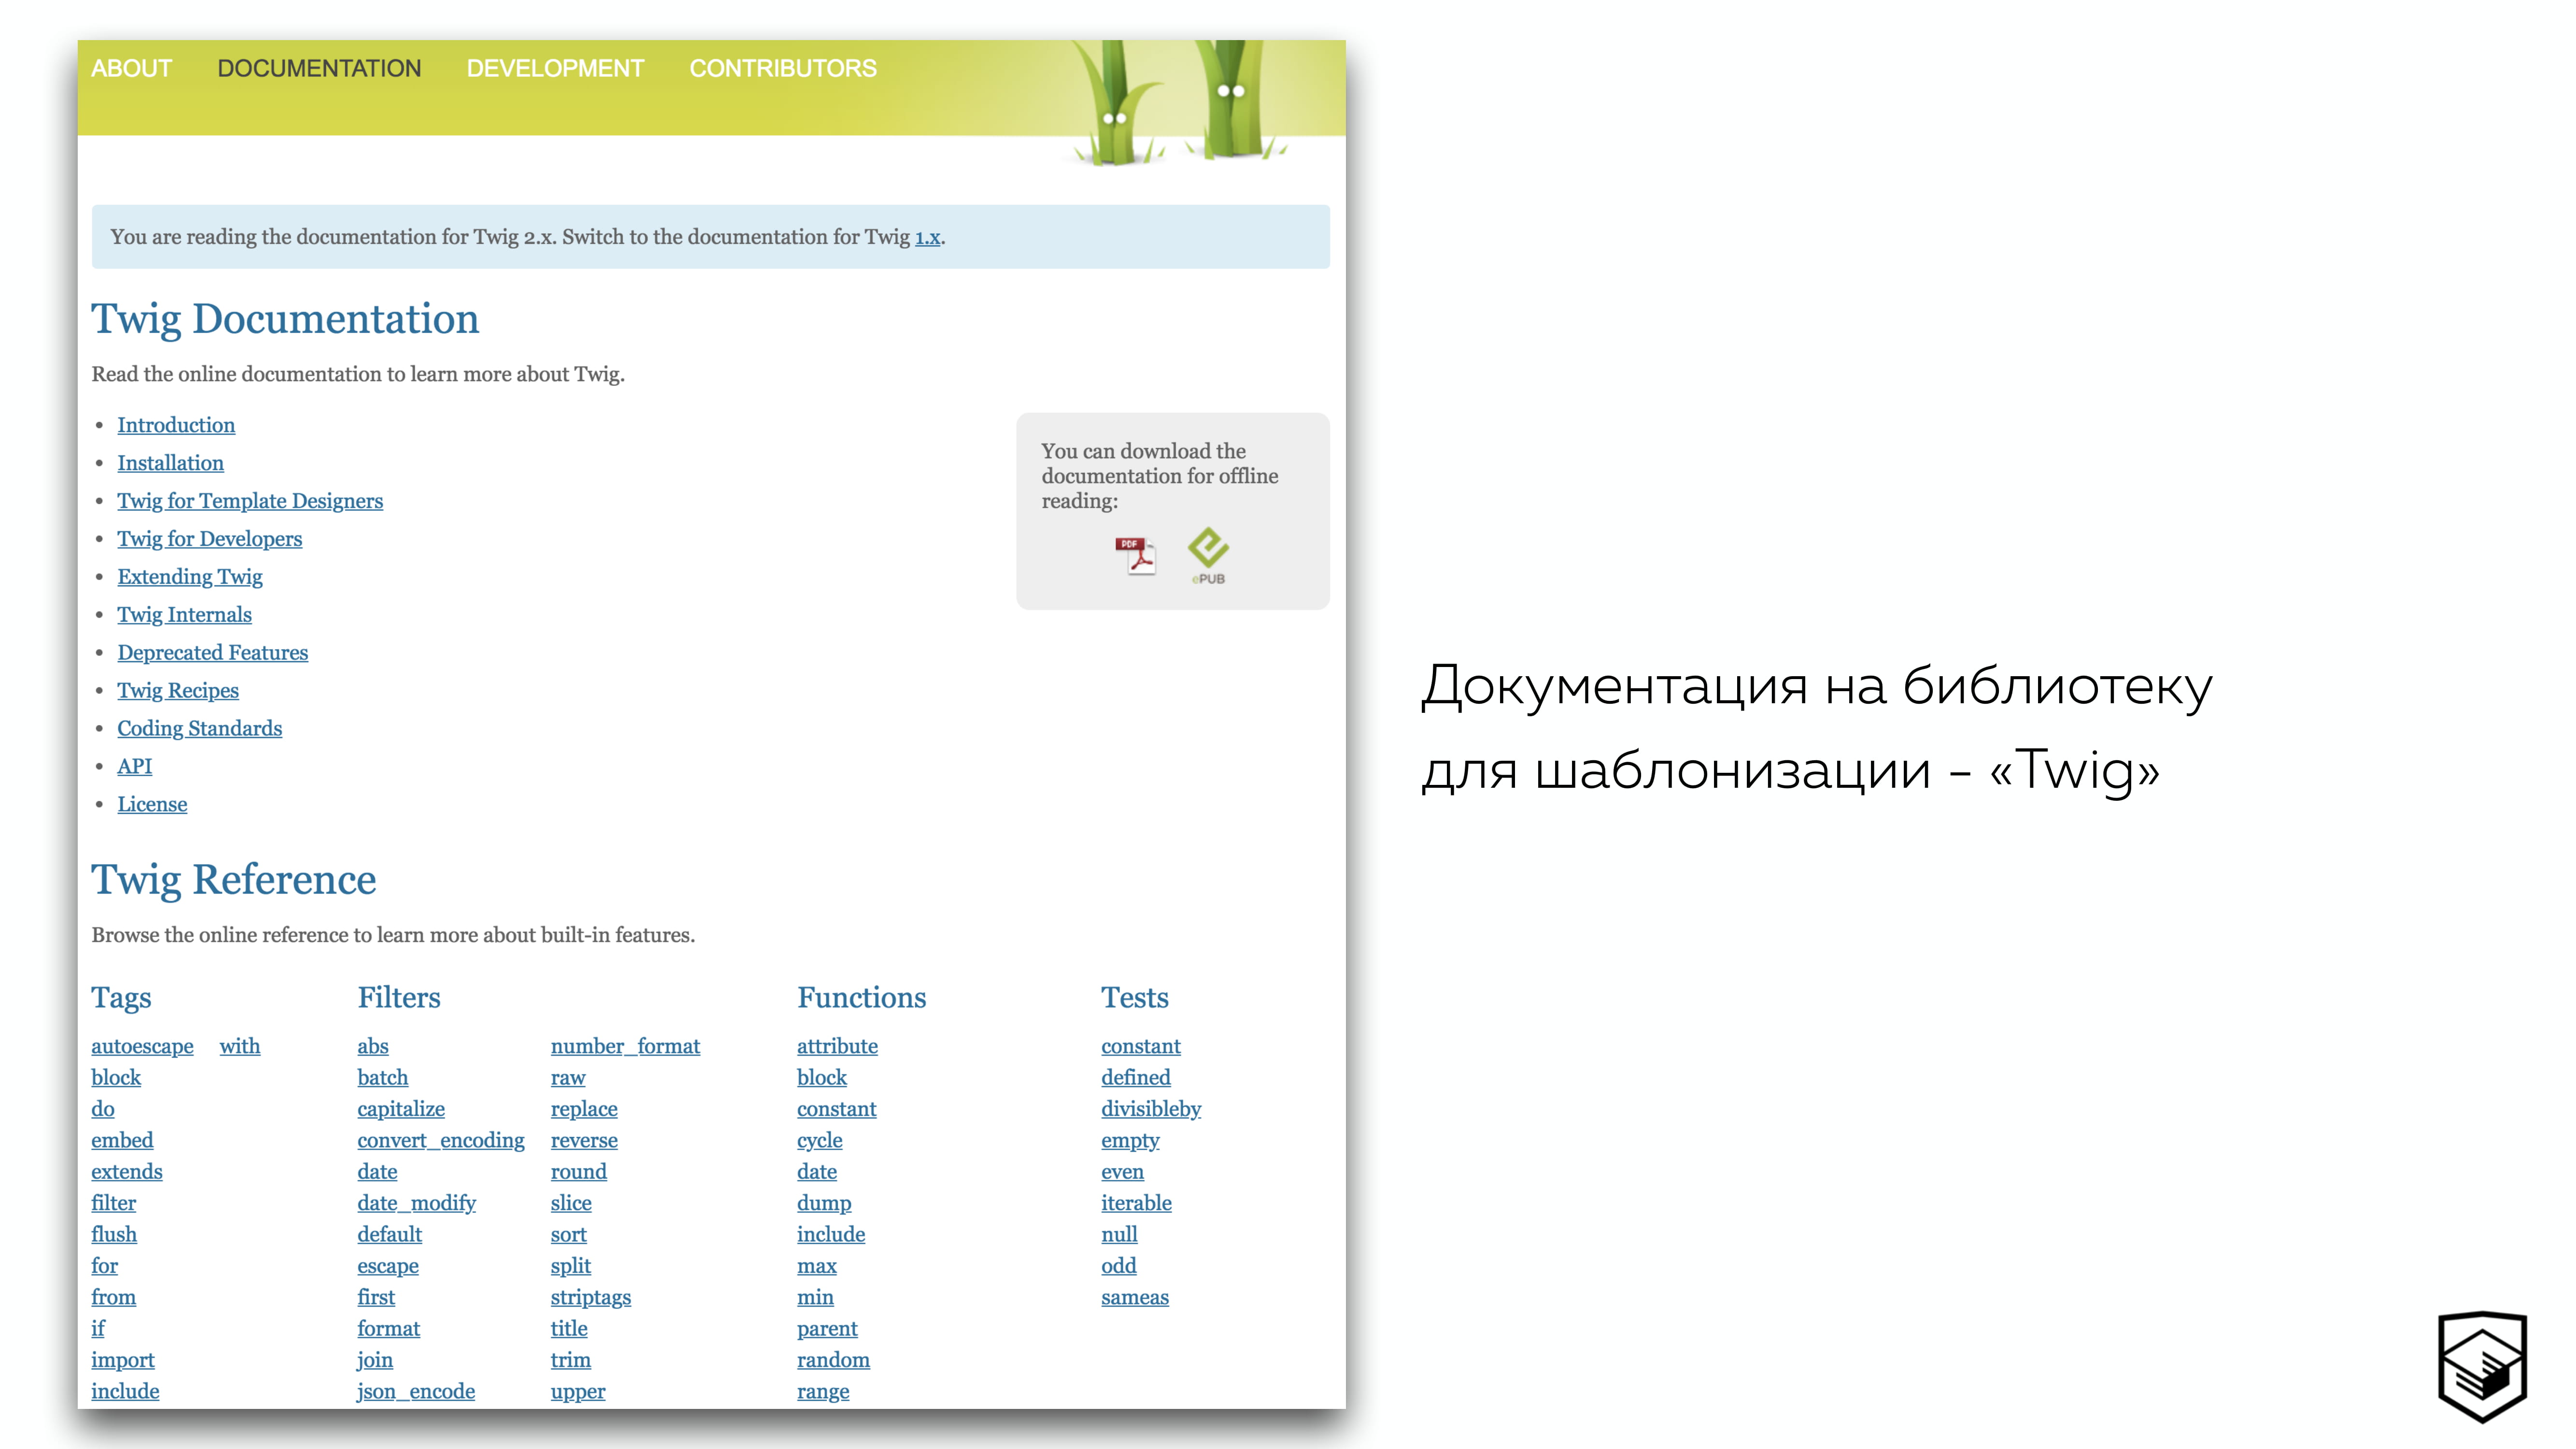 ABOUT DOCUMENTATION DEVELOPMENT CONTRIBUTORS
You are reading the documentation for Twig 2.x. Switch to the documentation for Twig 1.x.
Twig Documentation
Read the online documentation to learn more about Twig.
• Introduction
• Installation
• Twig for Template Designers
• Twig for Developers
• Extending Twig
• Twig Internals
• Deprecated Features
• Twig Recipes
• Coding Standards
• API
• License
You can download the
documentation for offline
reading:
PDF
ePUB
Twig Reference
Browse the online reference to learn more about built-in features.
Tags Filters Functions Tests
autoescape with abs number_format attribute constant
block batch raw block defined
do capitalize replace constant divisibleby
embed convert_encoding reverse cycle empty
extends date round date even
filter date_modify slice dump iterable
flush default sort include null
for escape split max odd
from first striptags min sameas
if format title parent
import join trim random
include json_encode upper range
Документация на библиотеку
для шаблонизации - «Twig»